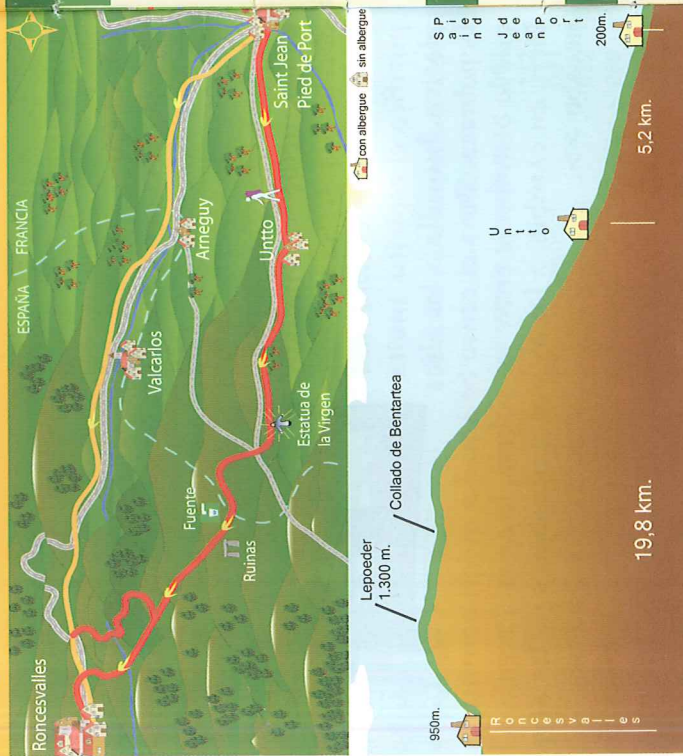 ESPAÑA
FRANCIA
Saint Jean
Pied de Port
Arneguy
Untto
Valcarlos
Estatua de
la Virgen
Fuente
Ruinas
Roncesvalles
con albergue
sin albergue
Saint Jean
Pied de Port
200m.
5,2 km.
Untto
Collado de Bentartea
Lepoeder
1.300 m.
19,8 km.
950m.
Roncesvalles